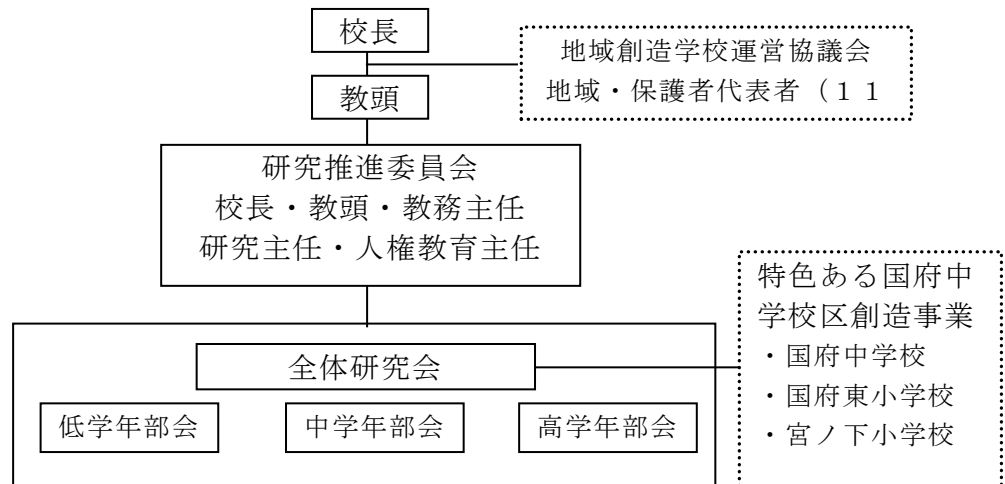 校長
地域創造学校運営協議会
地域・保護者代表者（１１
教頭
研究推進委員会
校長・教頭・教務主任
研究主任・人権教育主任
特色ある国府中
学校区創造事業
・国府中学校
・国府東小学校
・宮ノ下小学校
全体研究会
低学年部会
中学年部会
高学年部会